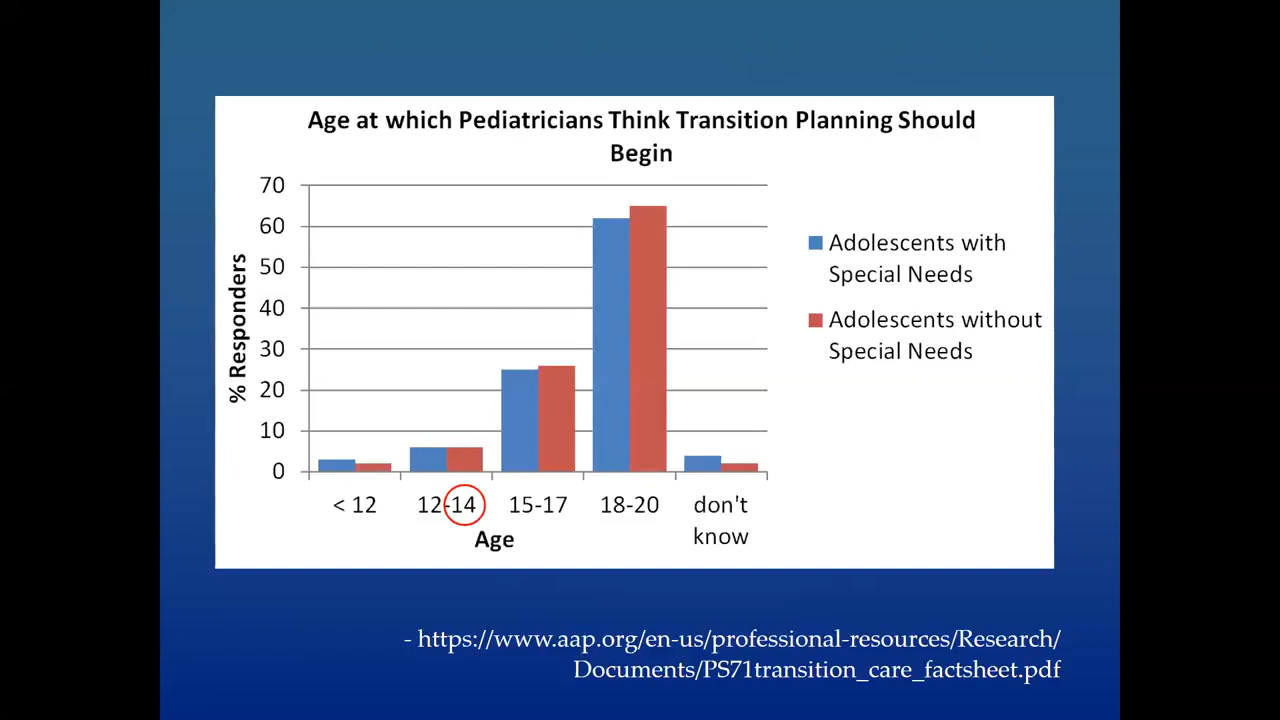 Age at which Pediatricians Think Transition Planning Should
Begin
70
60
50
40
30
20
10
0
% Responders
< 12
12-14
15-17
18-20
don't
know
Age
Adolescents with
Special Needs
Adolescents without
Special Needs
- https://www.aap.org/en-us/professional-resources/Research/
Documents/PS71transition_care_factsheet.pdf